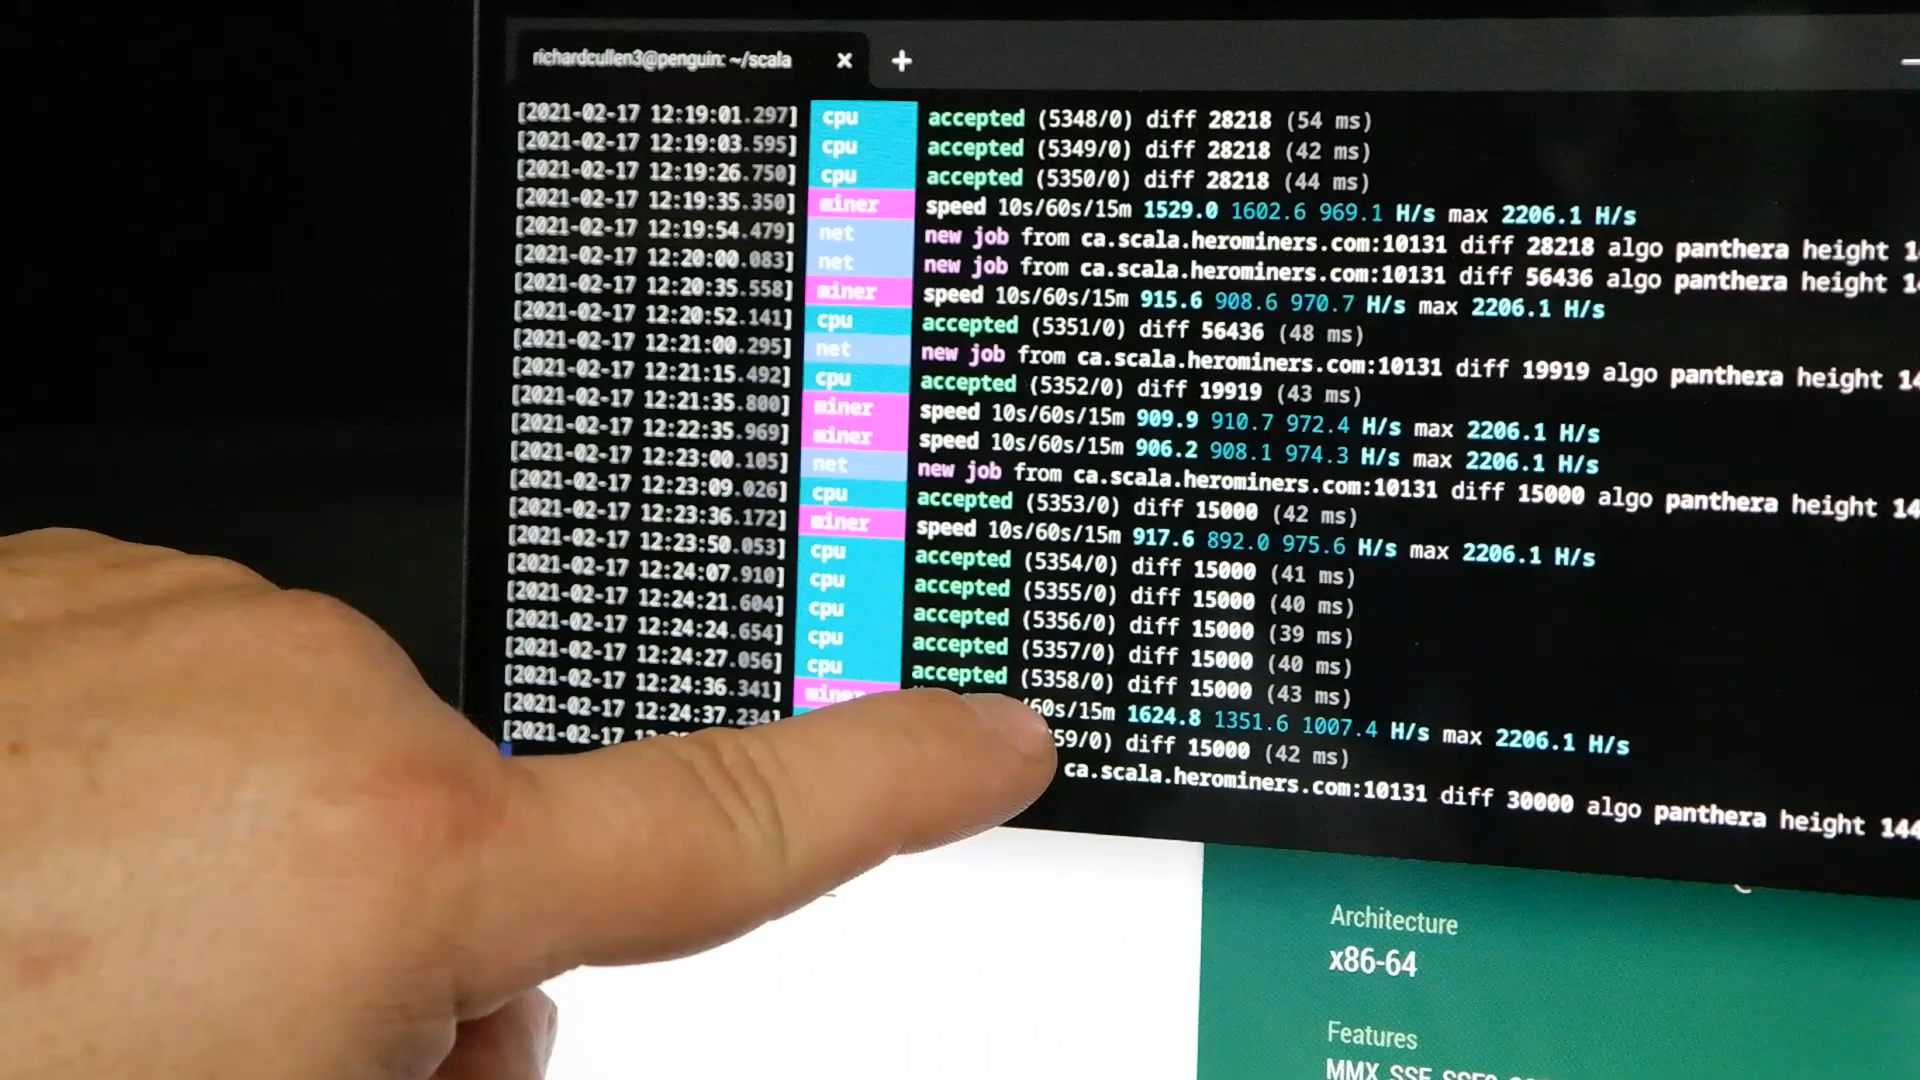 richardcullen3@penguin: ~/scala × +
[2021-02-17 12:19:01.297] cpu accepted (5348/0) diff 28218 (54 ms)
[2021-02-17 12:19:03.595] cpu accepted (5349/0) diff 28218 (42 ms)
[2021-02-17 12:19:26.750] cpu accepted (5350/0) diff 28218 (44 ms)
[2021-02-17 12:19:35.350] miner speed 10s/60s/15m 1529.0 1602.6 969.1 H/s max 2206.1 H/s
[2021-02-17 12:19:54.479] net new job from ca.scala.herominers.com:10131 diff 28218 algo panthera height
[2021-02-17 12:20:00.083] net new job from ca.scala.herominers.com:10131 diff 56436 algo panthera height
[2021-02-17 12:20:35.558] miner speed 10s/60s/15m 915.6 908.6 970.7 H/s max 2206.1 H/s
[2021-02-17 12:20:52.141] cpu accepted (5351/0) diff 56436 (48 ms)
[2021-02-17 12:21:00.295] net new job from ca.scala.herominers.com:10131 diff 19919 algo panthera height 14
[2021-02-17 12:21:15.492] cpu accepted (5352/0) diff 19919 (43 ms)
[2021-02-17 12:21:35.800] miner speed 10s/60s/15m 909.9 910.7 972.4 H/s max 2206.1 H/s
[2021-02-17 12:22:35.969] miner speed 10s/60s/15m 906.2 908.1 974.3 H/s max 2206.1 H/s
[2021-02-17 12:23:00.105] net new job from ca.scala.herominers.com:10131 diff 15000 algo panthera height 14
[2021-02-17 12:23:09.026] cpu accepted (5353/0) diff 15000 (42 ms)
[2021-02-17 12:23:36.172] miner speed 10s/60s/15m 917.6 892.0 975.6 H/s max 2206.1 H/s
[2021-02-17 12:23:50.053] cpu accepted (5354/0) diff 15000 (41 ms)
[2021-02-17 12:24:07.910] cpu accepted (5355/0) diff 15000 (40 ms)
[2021-02-17 12:24:21.604] cpu accepted (5356/0) diff 15000 (39 ms)
[2021-02-17 12:24:24.654] cpu accepted (5357/0) diff 15000 (40 ms)
[2021-02-17 12:24:27.056] cpu accepted (5358/0) diff 15000 (43 ms)
[2021-02-17 12:24:36.341] miner /60s/15m 1624.8 1351.6 1007.4 H/s max 2206.1 H/s
[2021-02-17 12:24:37.234] 59/0) diff 15000 (42 ms)
[2021-02-17 ca.scala.herominers.com:10131 diff 30000 algo panthera height 144
Architecture
x86-64
Features
MMX, SSE,